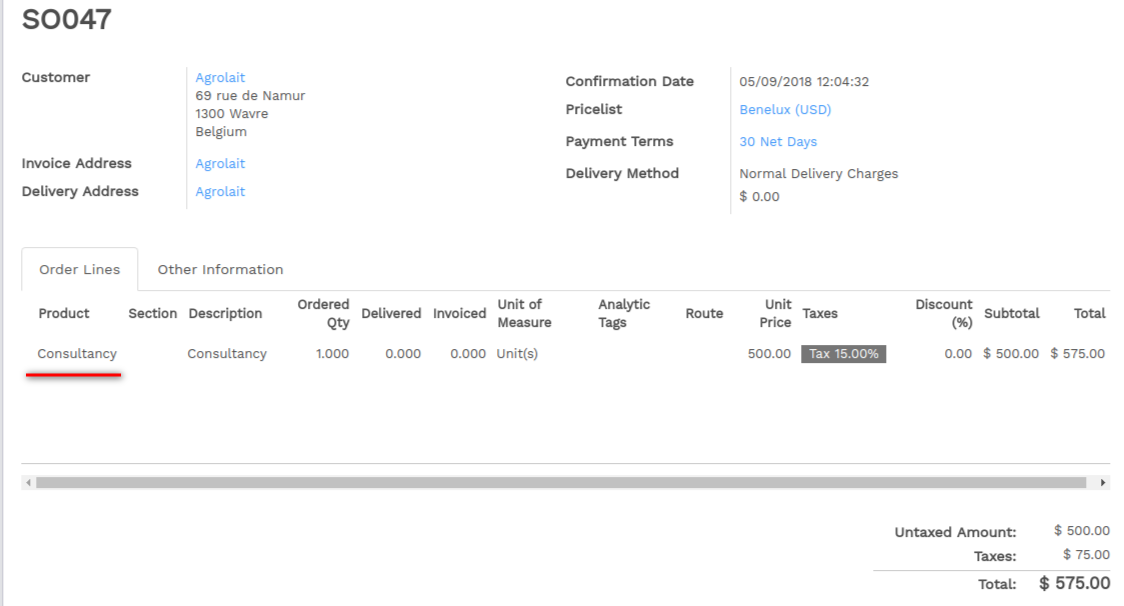 SO047
Customer
Agrolait
69 rue de Namur
1300 Wavre
Belgium
Invoice Address
Agrolait
Delivery Address
Agrolait
Confirmation Date
05/09/2018 12:04:32
Pricelist
Benelux (USD)
Payment Terms
30 Net Days
Delivery Method
Normal Delivery Charges
$ 0.00
Order Lines Other Information
Product Section Description Ordered Qty Delivered Invoiced Unit of Measure Analytic Tags Route Unit Price Taxes Discount (%) Subtotal Total
Consultancy Consultancy 1.000 0.000 0.000 Unit(s) 500.00 Tax 15.00% 0.00 $ 500.00 $ 575.00
Untaxed Amount: $ 500.00
Taxes: $ 75.00
Total: $ 575.00